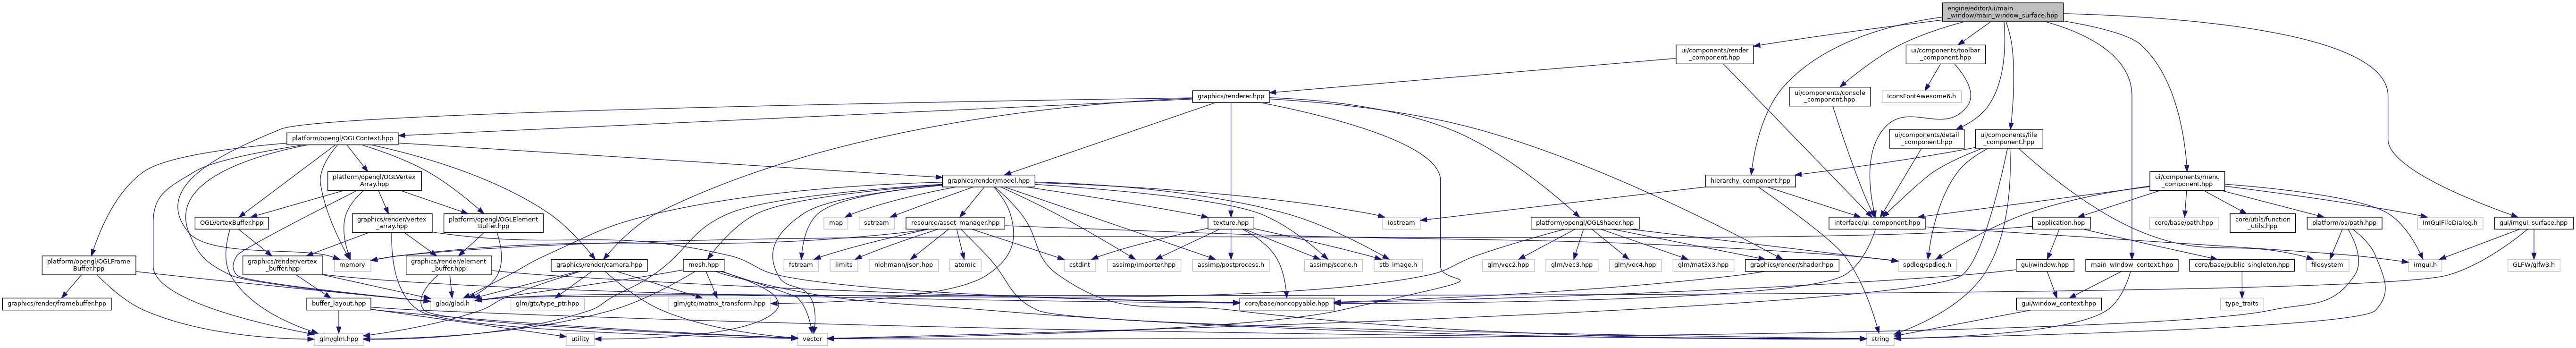 engine/editor/ui/main
_window/main_window_surface.hpp
ui/components/render
_component.hpp
ui/components/toolbar
_component.hpp
graphics/renderer.hpp
ui/components/console
_component.hpp
IconsFontAwesome6.h
platform/opengl/OGLContext.hpp
ui/components/detail
_component.hpp
ui/components/file
_component.hpp
platform/opengl/OGLVertex
Array.hpp
graphics/render/model.hpp
hierarchy_component.hpp
ui/components/menu
_component.hpp
OGLVertexBuffer.hpp
graphics/render/vertex
_array.hpp
platform/opengl/OGLElement
Buffer.hpp
map
sstream
resource/asset_manager.hpp
texture.hpp
iostream
platform/opengl/OGLShader.hpp
interface/ui_component.hpp
application.hpp
core/base/path.hpp
core/utils/function
_utils.hpp
platform/os/path.hpp
ImGuiFileDialog.h
gui/imgui_surface.hpp
platform/opengl/OGLFrame
Buffer.hpp
graphics/render/vertex
_buffer.hpp
memory
graphics/render/element
_buffer.hpp
graphics/render/camera.hpp
mesh.hpp
fstream
limits
nlohmann/json.hpp
atomic
cstdint
assimp/Importer.hpp
assimp/postprocess.h
assimp/scene.h
stb_image.h
glm/vec2.hpp
glm/vec3.hpp
glm/vec4.hpp
glm/mat3x3.hpp
graphics/render/shader.hpp
spdlog/spdlog.h
gui/window.hpp
main_window_context.hpp
core/base/public_singleton.hpp
filesystem
imgui.h
GLFW/glfw3.h
graphics/render/framebuffer.hpp
buffer_layout.hpp
glad/glad.h
glm/gtc/type_ptr.hpp
glm/gtc/matrix_transform.hpp
core/base/noncopyable.hpp
gui/window_context.hpp
type_traits
glm/glm.hpp
utility
vector
string